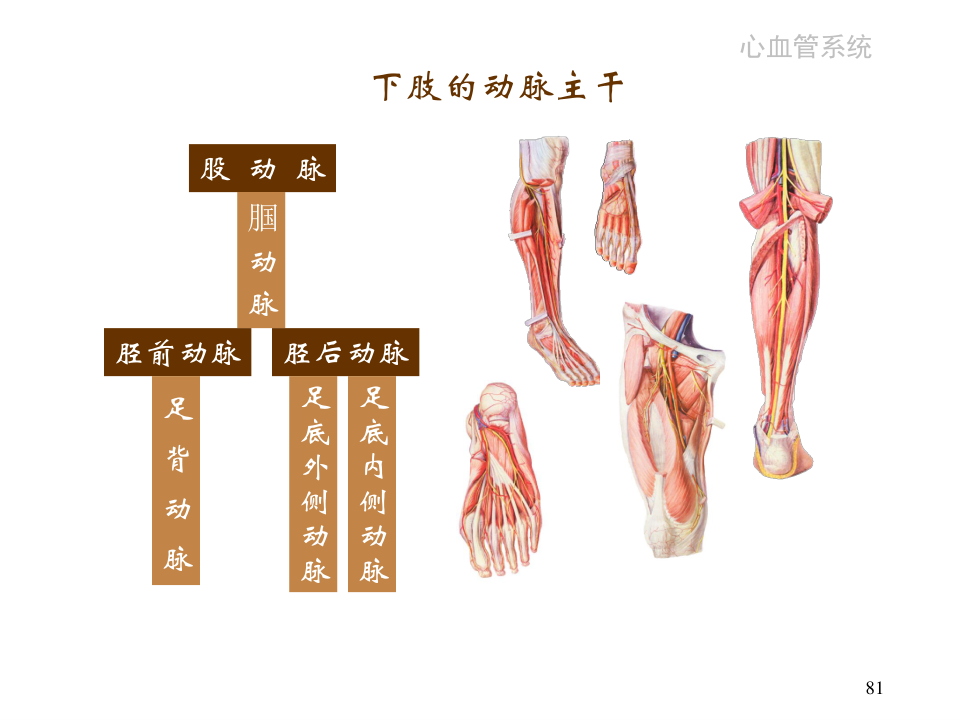 心血管系统
下肢的动脉主干
股动脉
腘动脉
胫前动脉
胫后动脉
足背动脉
足底外侧动脉
足底内侧动脉
81